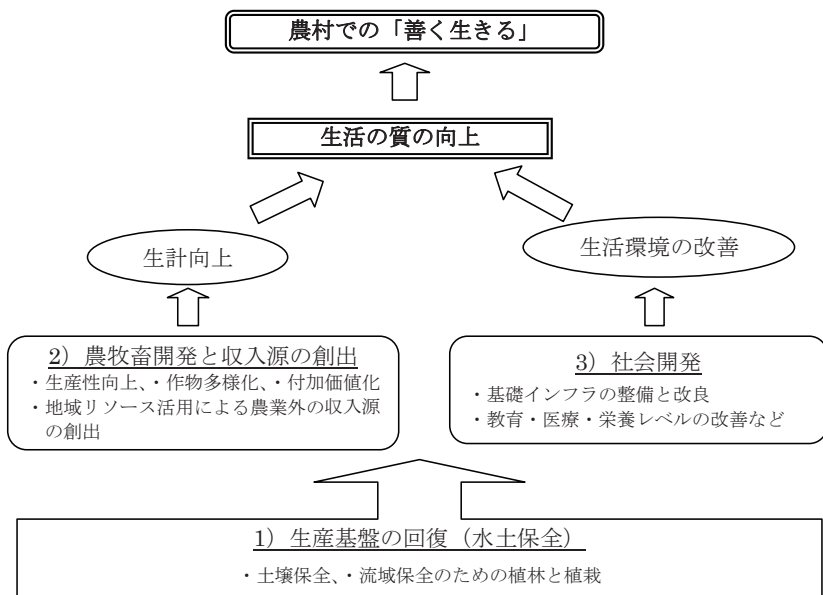 農村での「善く生きる」
生活の質の向上
生計向上
生活環境の改善
2）農牧畜開発と収入源の創出
・生産性向上、・作物多様化、・付加価値化
・地域リソース活用による農業外の収入源
の創出
3）社会開発
・基礎インフラの整備と改良
・教育・医療・栄養レベルの改善など
1）生産基盤の回復（水土保全）
・土壌保全、・流域保全のための植林と植栽